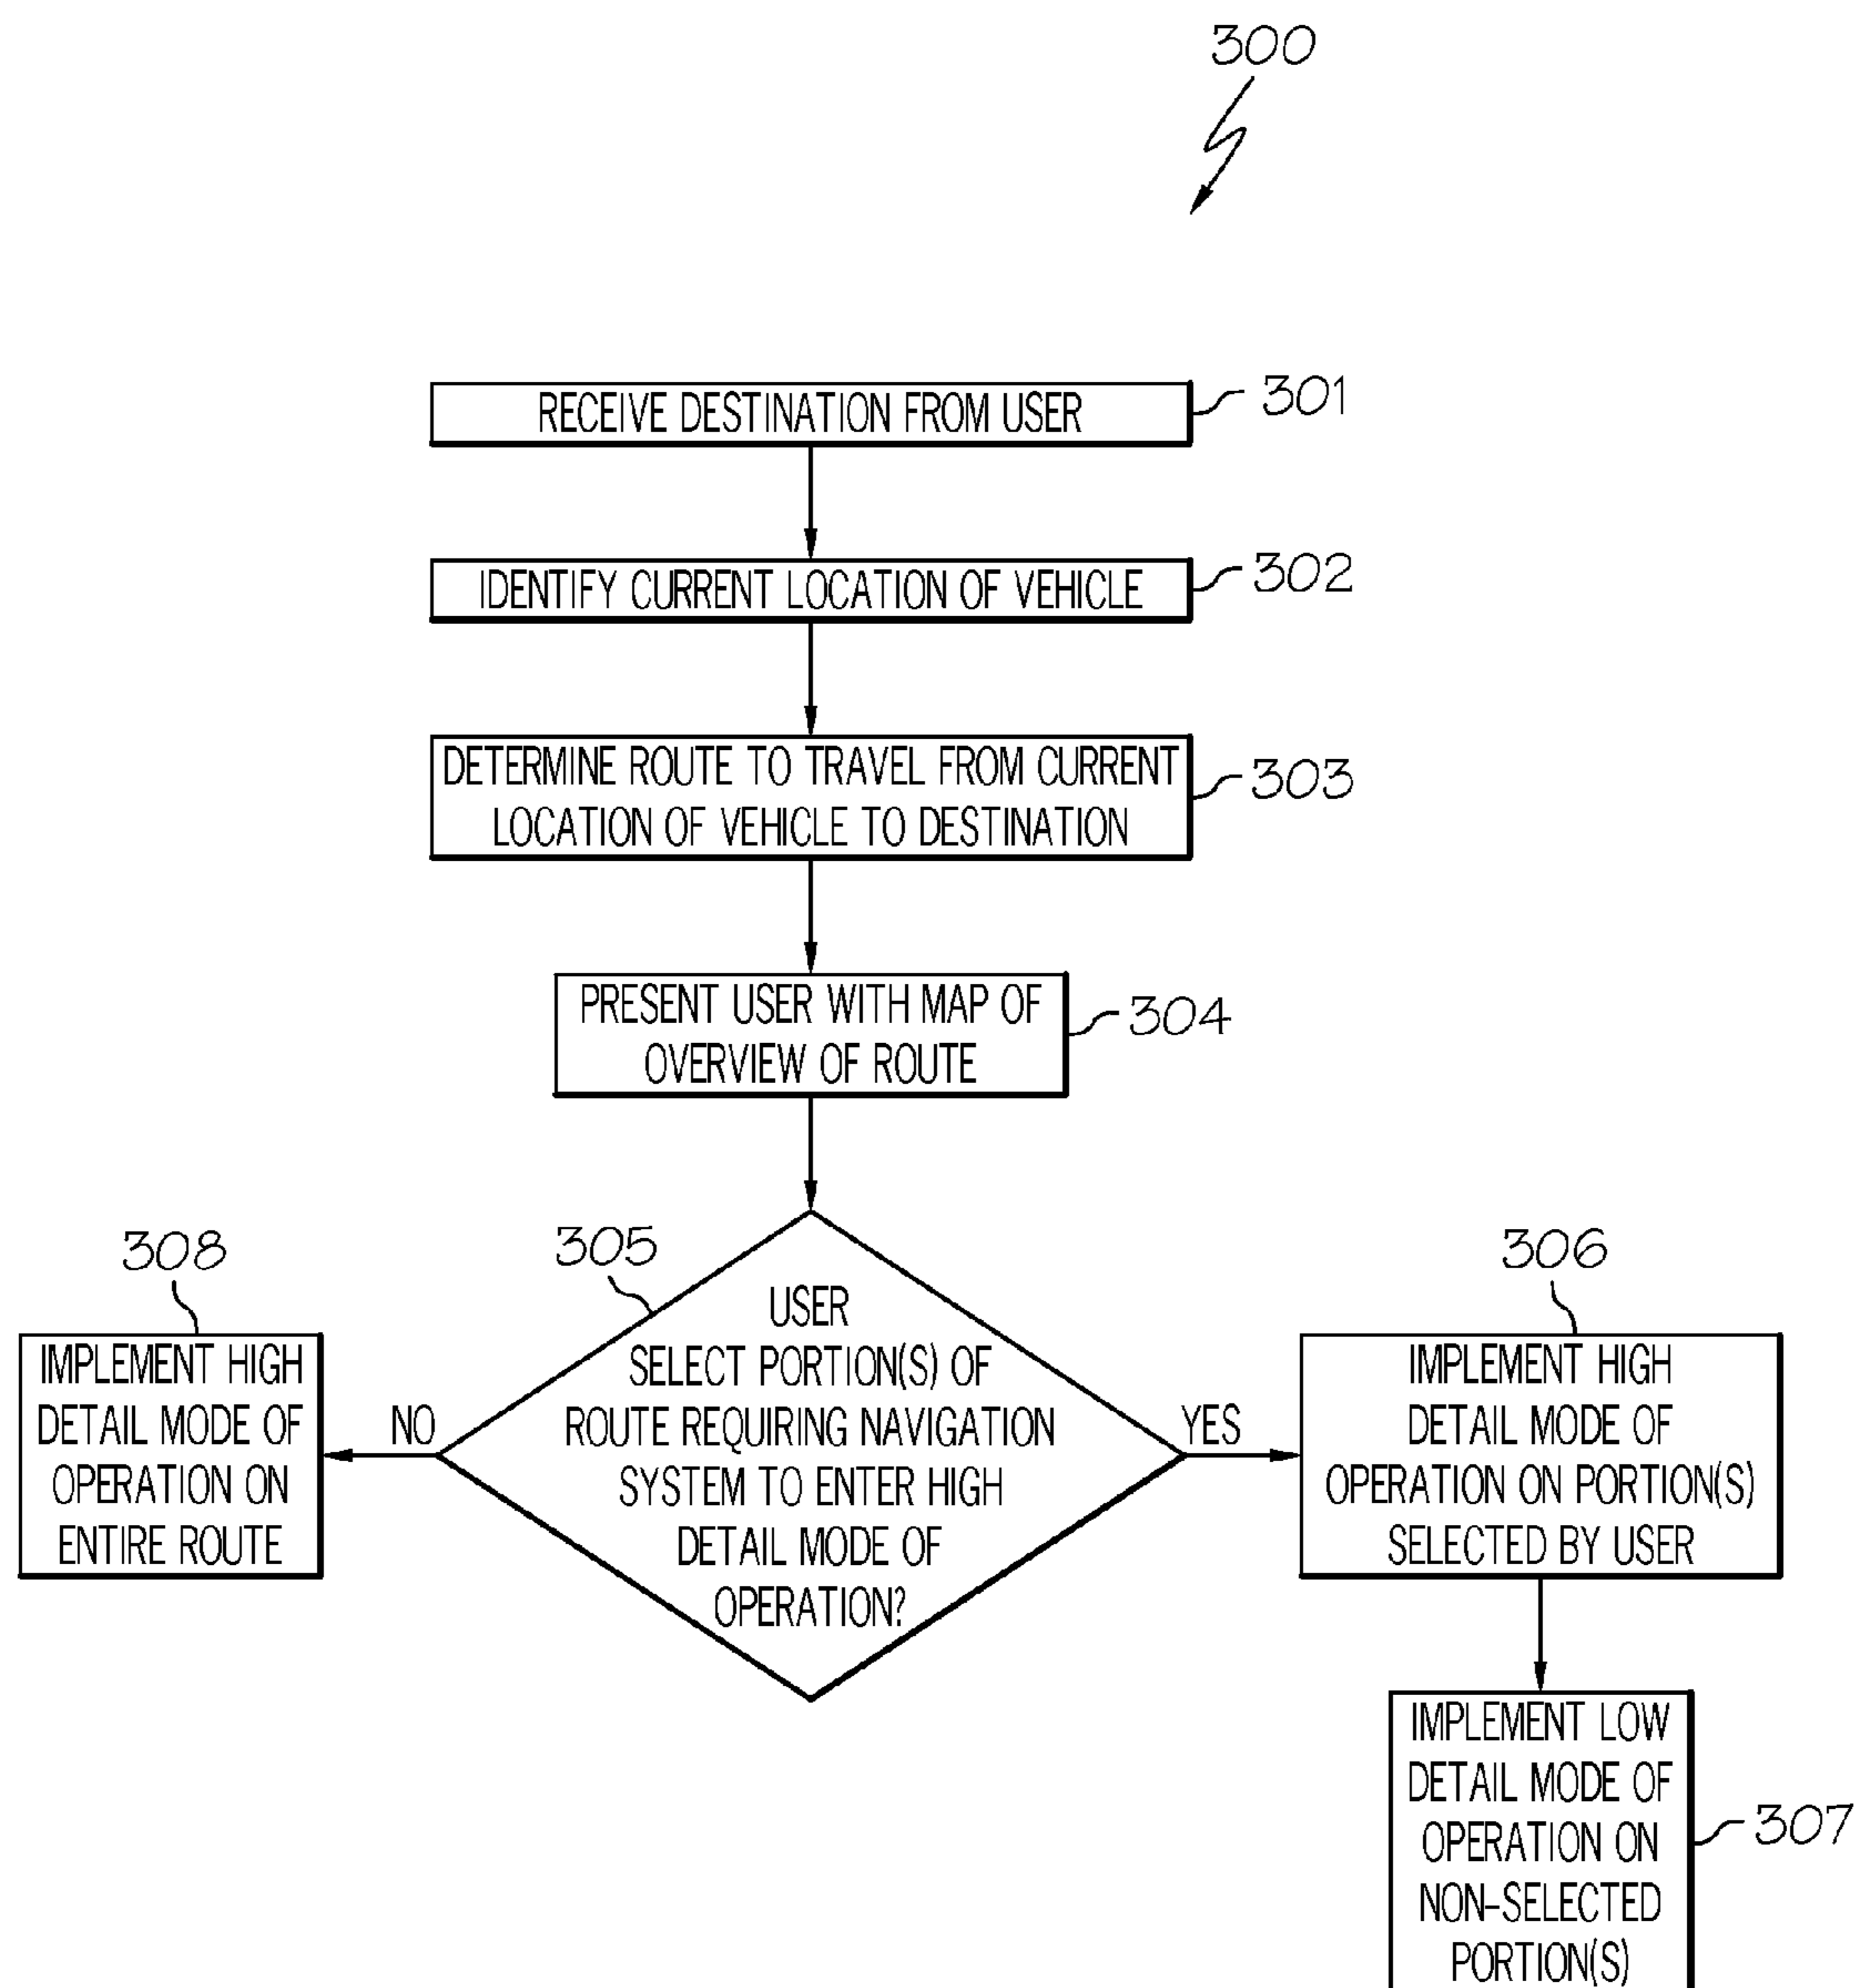 300
RECEIVE DESTINATION FROM USER
301
IDENTIFY CURRENT LOCATION OF VEHICLE
302
DETERMINE ROUTE TO TRAVEL FROM CURRENT
LOCATION OF VEHICLE TO DESTINATION
303
PRESENT USER WITH MAP OF
OVERVIEW OF ROUTE
304
305
USER
SELECT PORTION(S) OF
ROUTE REQUIRING NAVIGATION
SYSTEM TO ENTER HIGH
DETAIL MODE OF
OPERATION?
NO
308
IMPLEMENT HIGH
DETAIL MODE OF
OPERATION ON
ENTIRE ROUTE
YES
306
IMPLEMENT HIGH
DETAIL MODE OF
OPERATION ON PORTION(S)
SELECTED BY USER
IMPLEMENT LOW
DETAIL MODE OF
OPERATION ON
NON-SELECTED
PORTION(S)
307